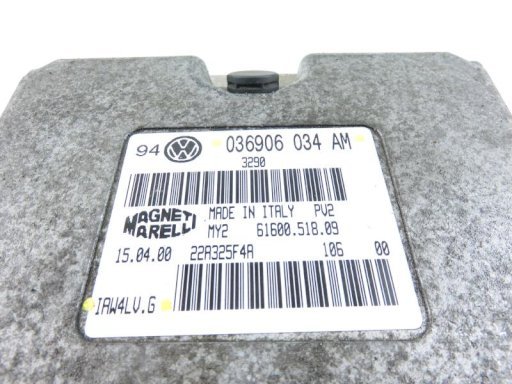 94 VW 036906 034 AM
3290
MAGNETI MARELLI
MADE IN ITALY PV2
MY2 61600.518.09
15.04.00 22A325F4A 106 00
IAW4LV.G